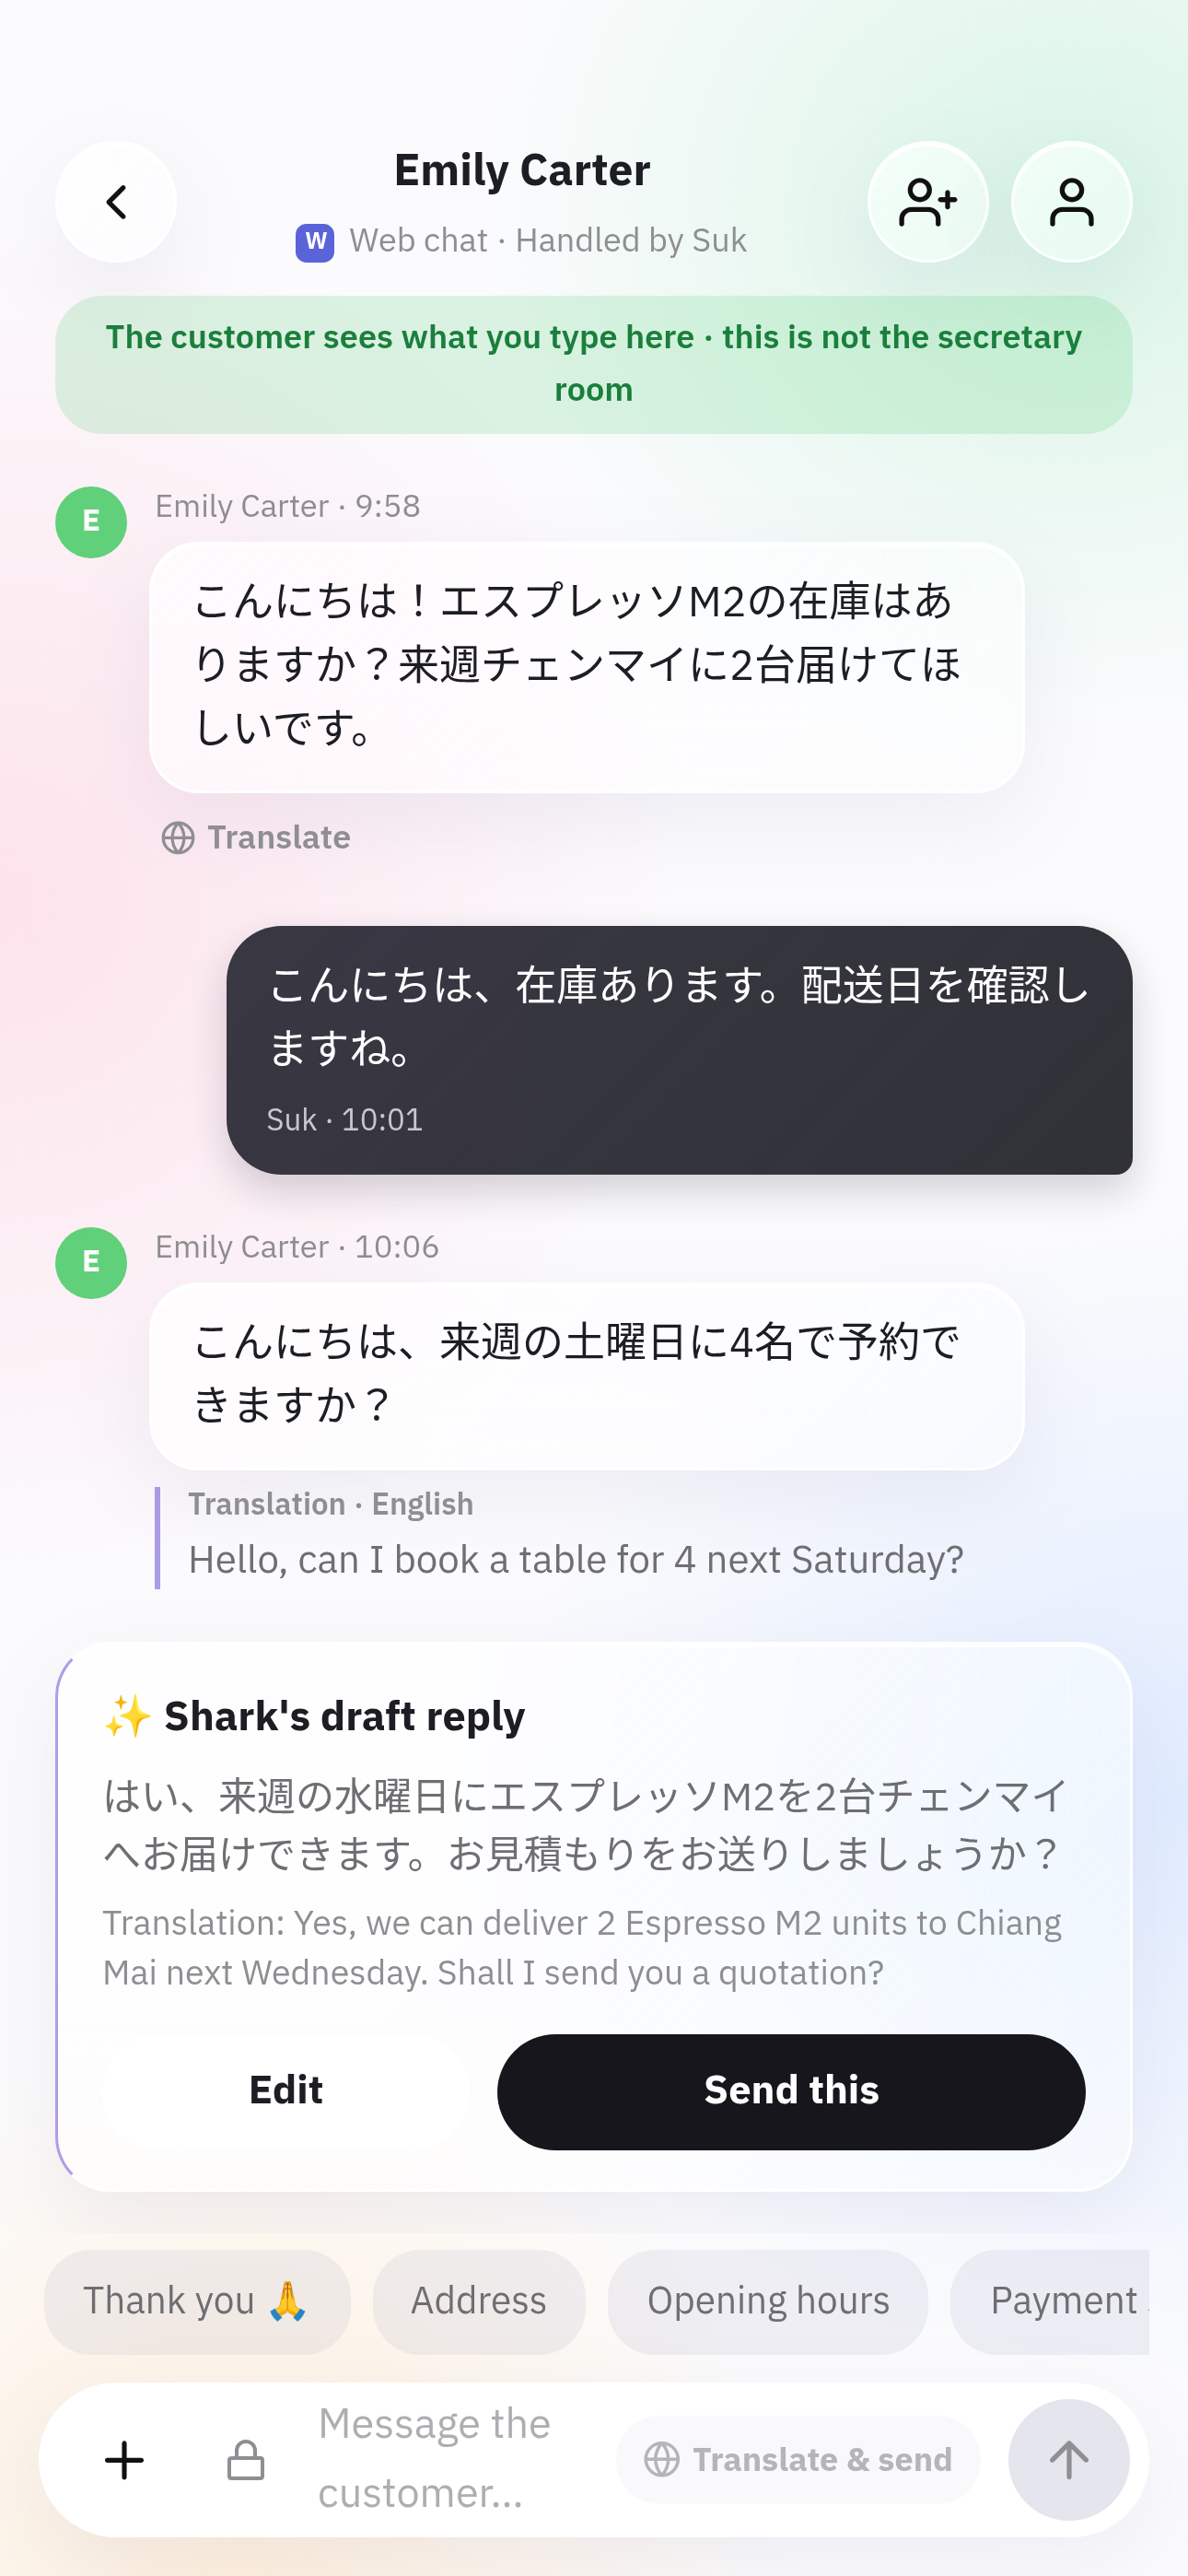 Emily Carter
W Web chat · Handled by Suk
The customer sees what you type here · this is not the secretary
room
E
Emily Carter · 9:58
こんにちは！エスプレッソM2の在庫はあ
りますか？来週チェンマイに2台届けてほ
しいです。
Translate
こんにちは、在庫あります。配送日を確認し
ますね。
Suk · 10:01
E
Emily Carter · 10:06
こんにちは、来週の土曜日に4名で予約で
きますか？
Translation · English
Hello, can I book a table for 4 next Saturday?
✨ Shark's draft reply
はい、来週の水曜日にエスプレッソM2を2台チェンマイ
へお届けできます。お見積もりをお送りしましょうか？
Translation: Yes, we can deliver 2 Espresso M2 units to Chiang
Mai next Wednesday. Shall I send you a quotation?
Edit
Send this
Thank you 🙏
Address
Opening hours
Payment
Message the
customer...
Translate & send